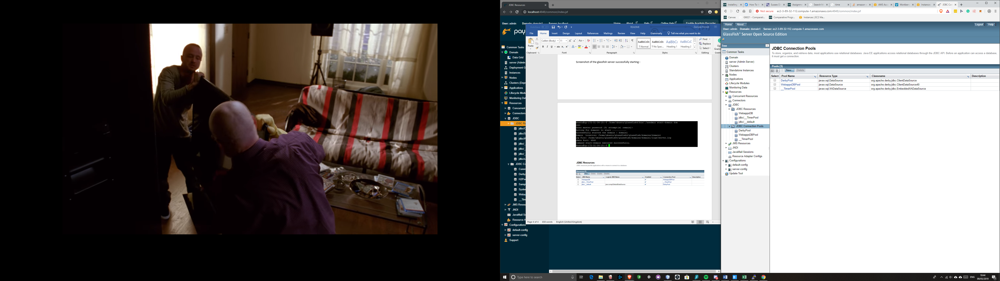 JDBC Resources
localhost:4848/common/index.jsf
User: admin
Domain: domain1
Server: localhost
Home
About...
Help
Online Help
Enable Asadmin Recorder
pay
Common Tasks
Domain
Data Grid
server (Admin
Deployment G
Instances
Nodes
Clusters (Depr
Applications
Lifecycle Modu
Monitoring Dat
Resources
Concurrent
Connectors
JDBC
JDBC Re
JDBC Co
Comm
Derby
H2Poo
Samp
Syste
Weba
__Tim
JMS Resou
JNDI
JavaMail Se
Resource A
Configurations
default-config
server-config
Support
README
Zaviyae Forrest
File
Home
Insert
Design
Layout
References
Mailings
Review
View
Help
Grammarly
Tell me what you want to do
Paste
Clipboard
Calibri (Body)
11
Font
Paragraph
AaBbCcDc
AaBbCcDc
AaBbCc
AaBbCcC
¶ Normal
¶ No Spac...
Heading 1
Heading 2
Styles
Find
Replace
Select
Editing
Screenshot of the glassfish server successfully starting :
ubuntu@ip-172-31-34-15:~$ /home/ubuntu/glassfish4/bin/./asadmin start-domain dom
ain1
Enter master password (3) attempt(s) remain)>
Waiting for domain1 to start ...........
Successfully started the domain : domain1
domain  Location: /home/ubuntu/glassfish4/glassfish/domains/domain1
Log File: /home/ubuntu/glassfish4/glassfish/domains/domain1/logs/server.log
Admin Port: 4848
Command start-domain executed successfully.
ubuntu@ip-172-31-34-15:~$
JDBC Resources
JDBC resources provide applications with a means to connect to a database.
Resources (3)
Select
JNDI Name
Logical JNDI Name
Enabled
Connection Pool
Description
WebappsDB
WebappsDBPool
jdbc/__TimerPool
__TimerPool
jdbc/__default
java:comp/DefaultDataSource
DerbyPool
Page 4 of 4
658 words
English (United Kingdom)
Installing
How To In
Sussex Di
Assignme
Search M
time
amazon w
AWS Acco
Workbenc
Instances
JDBC Con
Not secure
ec2-3-89-32-112.compute-1.amazonaws.com:4848/common/index.jsf
Canvas
G6021 - Comparati...
Comparative Progr...
Instances | EC2 Ma...
Home
About...
Logout
Help
User: admin
Domain: domain1
Server: ec2-3-89-32-112.compute-1.amazonaws.com
GlassFish™ Server Open Source Edition
Tree
Common Tasks
Domain
server (Admin Server)
Clusters
Standalone Instances
Nodes
Applications
Lifecycle Modules
Monitoring Data
Resources
Concurrent Resources
Connectors
JDBC
JDBC Resources
WebappsDB
jdbc/__TimerPool
jdbc/__default
JDBC Connection Pools
DerbyPool
WebappsDBPool
__TimerPool
JMS Resources
JNDI
JavaMail Sessions
Resource Adapter Configs
Configurations
default-config
server-config
Update Tool
JDBC Connection Pools
To store, organize, and retrieve data, most applications use relational databases. Java EE applications access relational databases through the JDBC API. Before an application can access a database,
it must get a connection.
Pools (3)
New...
Delete
Select
Pool Name
Resource Type
Classname
Description
DerbyPool
javax.sql.DataSource
org.apache.derby.jdbc.ClientDataSource
WebappsDBPool
javax.sql.DataSource
org.apache.derby.jdbc.ClientDataSource40
__TimerPool
javax.sql.XADataSource
org.apache.derby.jdbc.EmbeddedXADataSource
Type here to search
ENG
18:44
09/05/2019